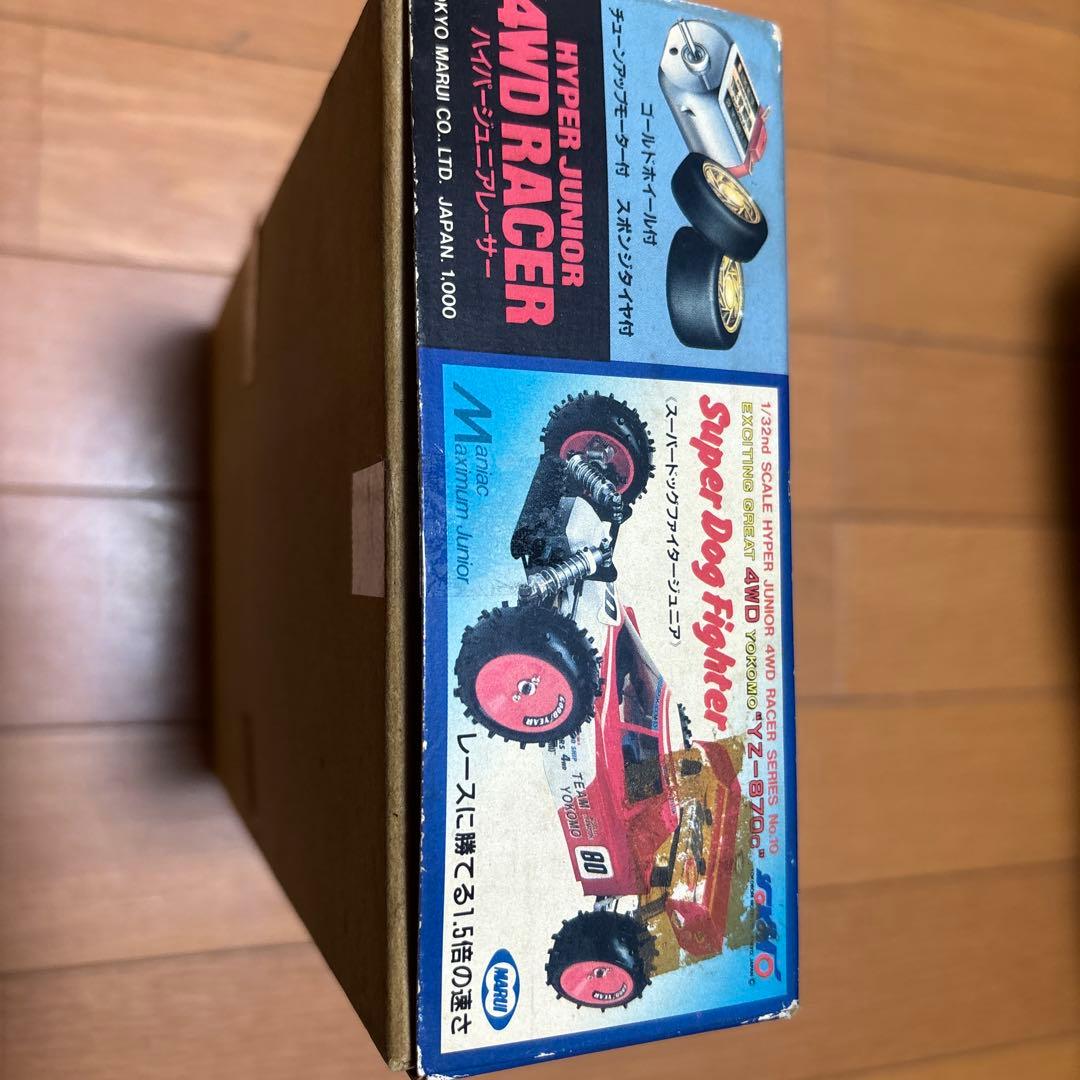 HYPER JUNIOR
4WD RACER
ハイパージュニアレーサー
OKYO MARUI CO., LTD. JAPAN. 1,000
ゴールドホイール付
チューンアップモーター付 スポンジタイヤ付
1/32nd SCALE HYPER JUNIOR 4WD RACER SERIES No.10
EXCITING GREAT 4WD YOKOMO "YZ-870c"
Super Dog Fighter
《スーパードッグファイタージュニア》
Maniac
Maximum Junior
GOOD YEAR
TEAM
YOKOMO
80
レースに勝てる1.5倍の速さ
MARUI